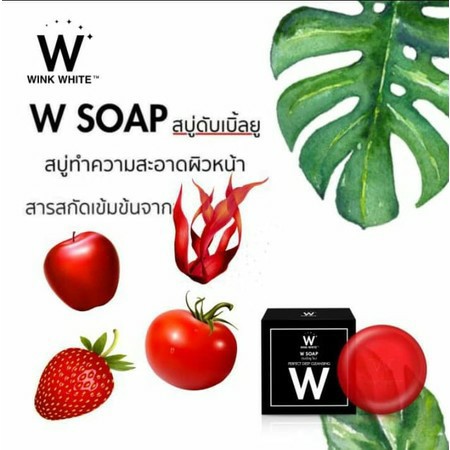 W
WINK WHITE™
W SOAP สบู่ดับเบิ้ลยู
สบู่ทำความสะอาดผิวหน้า
สารสกัดเข้มข้นจาก
W
WINK WHITE
W SOAP
PERFECT DEEP CLEANSING
W